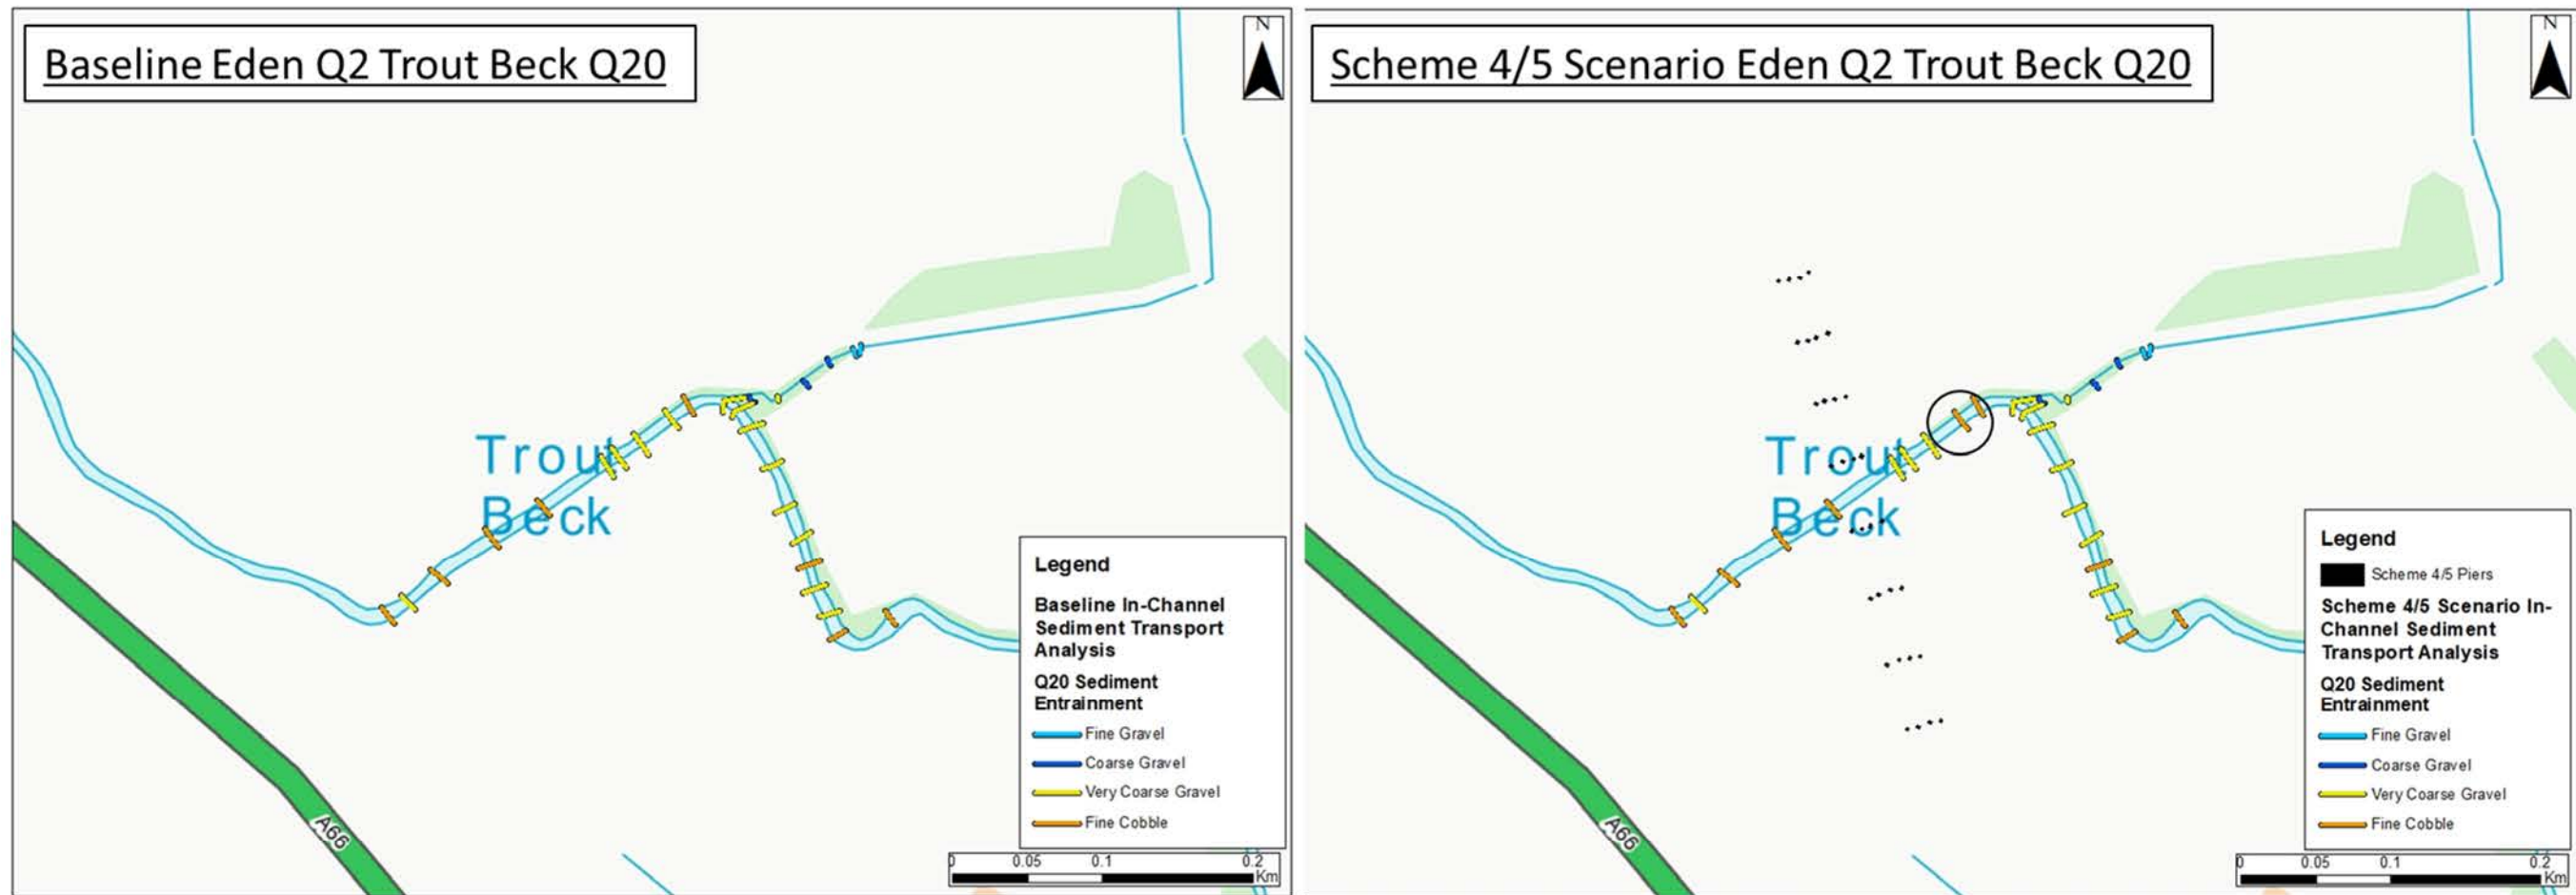 Baseline Eden Q2 Trout Beck Q20
N
Trout
Beck
A66
Legend
Baseline In-Channel
Sediment Transport
Analysis
Q20 Sediment
Entrainment
Fine Gravel
Coarse Gravel
Very Coarse Gravel
Fine Cobble
0 0.05 0.1 0.2
Km
Scheme 4/5 Scenario Eden Q2 Trout Beck Q20
N
Trout
Beck
A66
Legend
Scheme 4/5 Piers
Scheme 4/5 Scenario In-
Channel Sediment
Transport Analysis
Q20 Sediment
Entrainment
Fine Gravel
Coarse Gravel
Very Coarse Gravel
Fine Cobble
0 0.05 0.1 0.2
Km